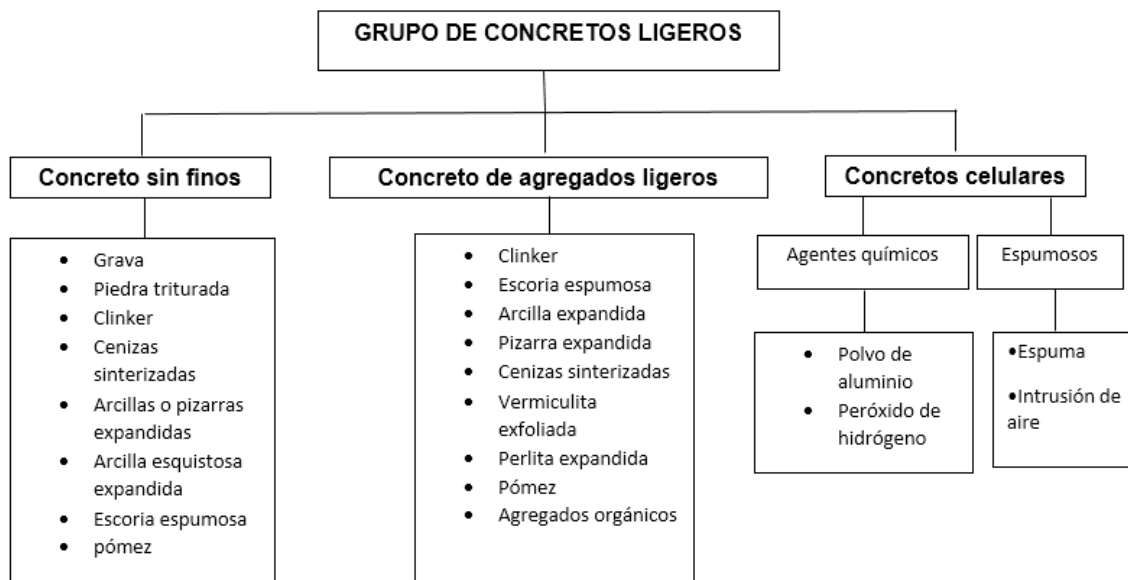 GRUPO DE CONCRETOS LIGEROS
Concreto sin finos
• Grava
• Piedra triturada
• Clinker
• Cenizas
sinterizadas
• Arcillas o pizarras
expandidas
• Arcilla esquistosa
expandida
• Escoria espumosa
• pómez
Concreto de agregados ligeros
• Clinker
• Escoria espumosa
• Arcilla expandida
• Pizarra expandida
• Cenizas sinterizadas
• Vermiculita
exfoliada
• Perlita expandida
• Pómez
• Agregados orgánicos
Concretos celulares
Agentes químicos
• Polvo de
aluminio
• Peróxido de
hidrógeno
Espumosos
•Espuma
•Intrusión de
aire